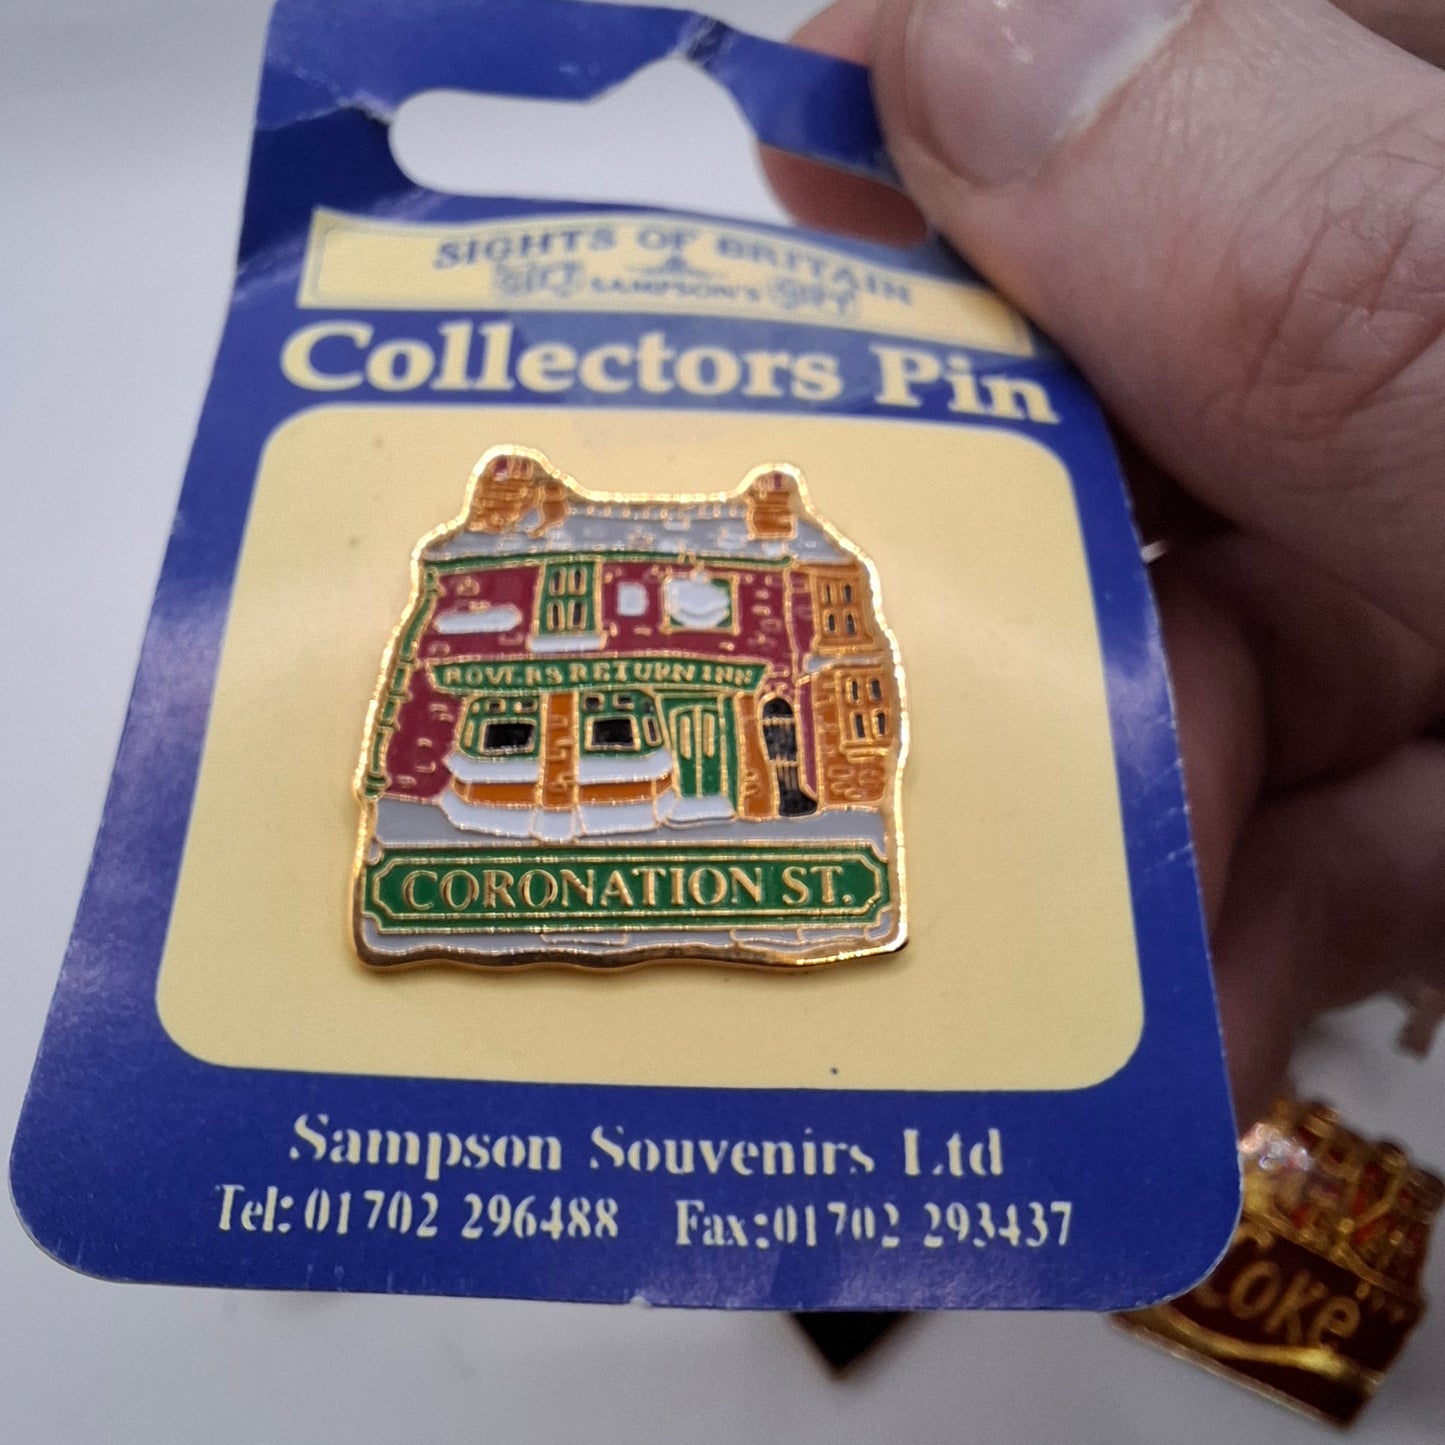 SIGHTS OF BRITAIN
SAMPSON'S
Collectors Pin
ROVERS RETURN INN
CORONATION ST.
Sampson Souvenirs Ltd
Tel: 01702 296488 Fax: 01702 293437
Coke